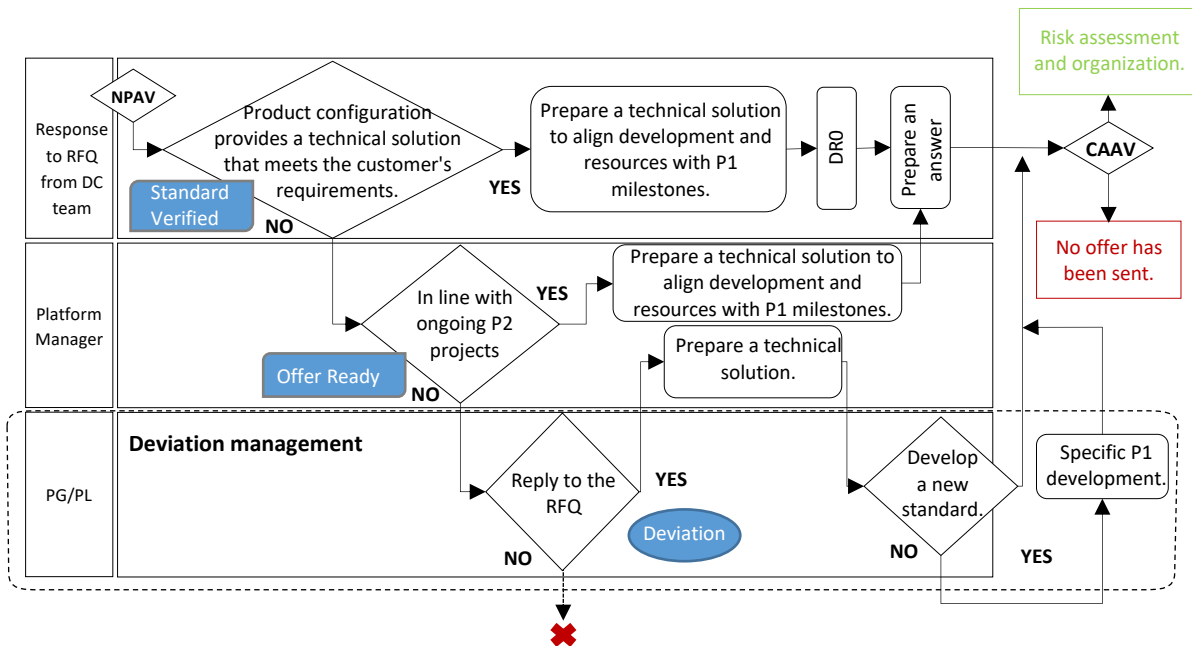 Risk assessment
and organization.
Response
to RFQ
from DC
team
NPAV
Product configuration
provides a technical solution
that meets the customer's
requirements.
Standard
Verified
NO
YES
Prepare a technical solution
to align development and
resources with P1
milestones.
DR0
Prepare an
answer
CAAV
No offer has
been sent.
Platform
Manager
In line with
ongoing P2
projects
Offer Ready
NO
YES
Prepare a technical solution to
align development and
resources with P1 milestones.
Prepare a technical
solution.
PG/PL
Deviation management
Reply to the
RFQ
YES
NO
Deviation
Develop
a new
standard.
NO
YES
Specific P1
development.